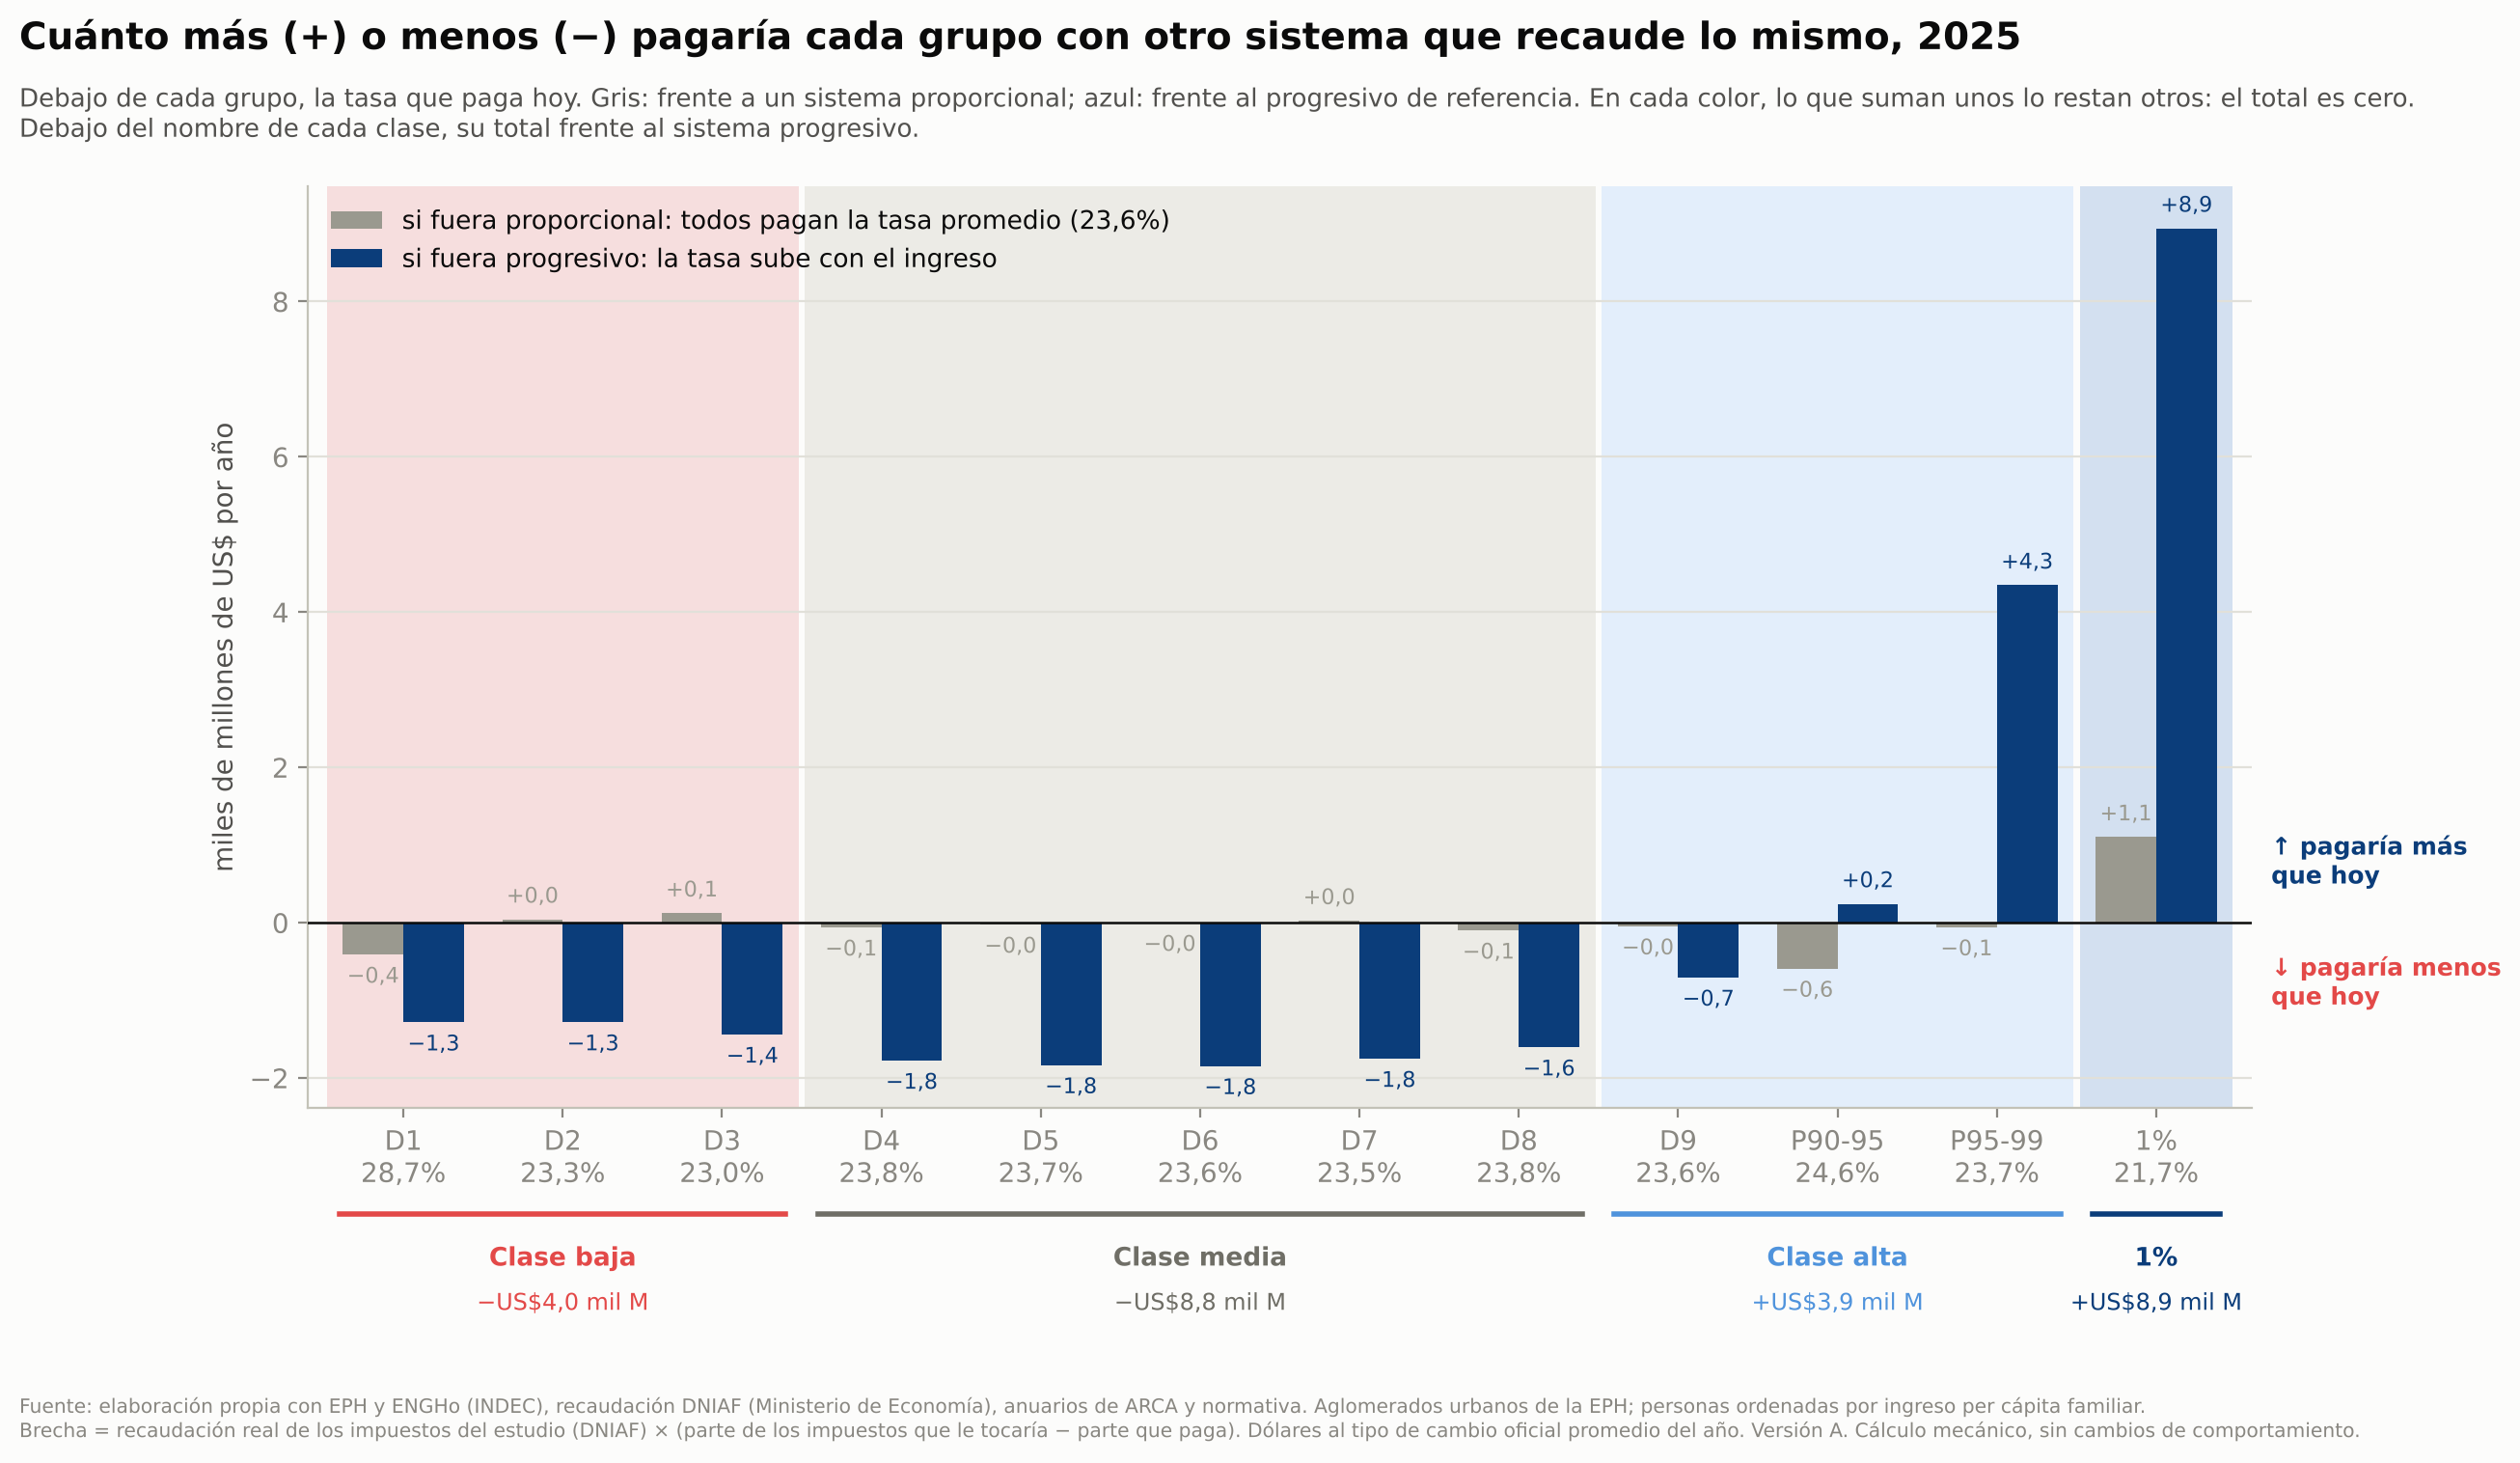 Cuánto más (+) o menos (−) pagaría cada grupo con otro sistema que recaude lo mismo, 2025
Debajo de cada grupo, la tasa que paga hoy. Gris: frente a un sistema proporcional; azul: frente al progresivo de referencia. En cada color, lo que suman unos lo restan otros: el total es cero.
Debajo del nombre de cada clase, su total frente al sistema progresivo.
si fuera proporcional: todos pagan la tasa promedio (23,6%)
si fuera progresivo: la tasa sube con el ingreso
miles de millones de US$ por año
8
6
4
2
0
−2
−0,4
−1,3
+0,0
−1,3
+0,1
−1,4
−0,1
−1,8
−0,0
−1,8
−0,0
−1,8
+0,0
−1,8
−0,1
−1,6
−0,0
−0,7
−0,6
+0,2
−0,1
+4,3
+1,1
+8,9
↑ pagaría más
que hoy
↓ pagaría menos
que hoy
D1 D2 D3 D4 D5 D6 D7 D8 D9 P90-95 P95-99 1%
28,7% 23,3% 23,0% 23,8% 23,7% 23,6% 23,5% 23,8% 23,6% 24,6% 23,7% 21,7%
Clase baja Clase media Clase alta 1%
−US$4,0 mil M −US$8,8 mil M +US$3,9 mil M +US$8,9 mil M
Fuente: elaboración propia con EPH y ENGHo (INDEC), recaudación DNIAF (Ministerio de Economía), anuarios de ARCA y normativa. Aglomerados urbanos de la EPH; personas ordenadas por ingreso per cápita familiar.
Brecha = recaudación real de los impuestos del estudio (DNIAF) × (parte de los impuestos que le tocaría − parte que paga). Dólares al tipo de cambio oficial promedio del año. Versión A. Cálculo mecánico, sin cambios de comportamiento.